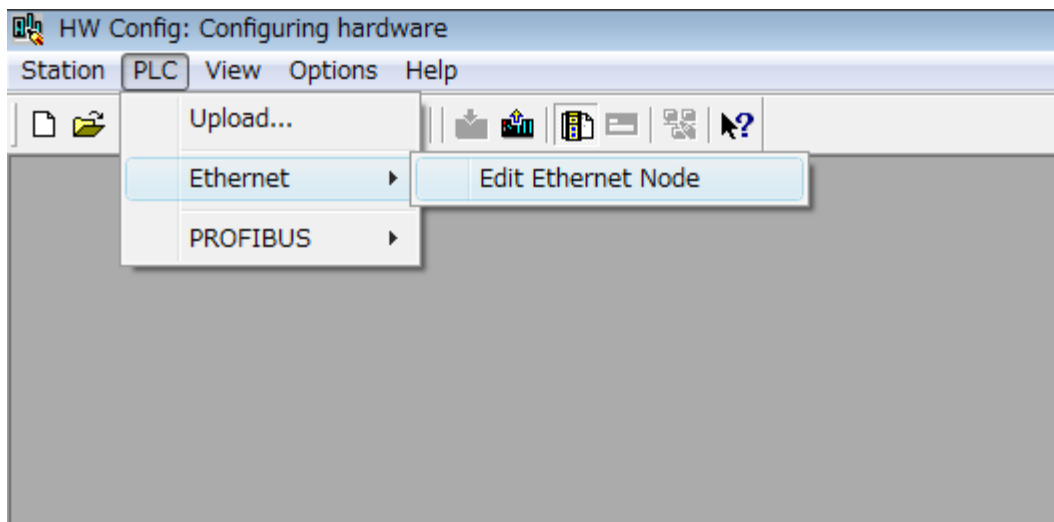 HW Config: Configuring hardware
Station PLC View Options Help
Upload...
Ethernet Edit Ethernet Node
PROFIBUS